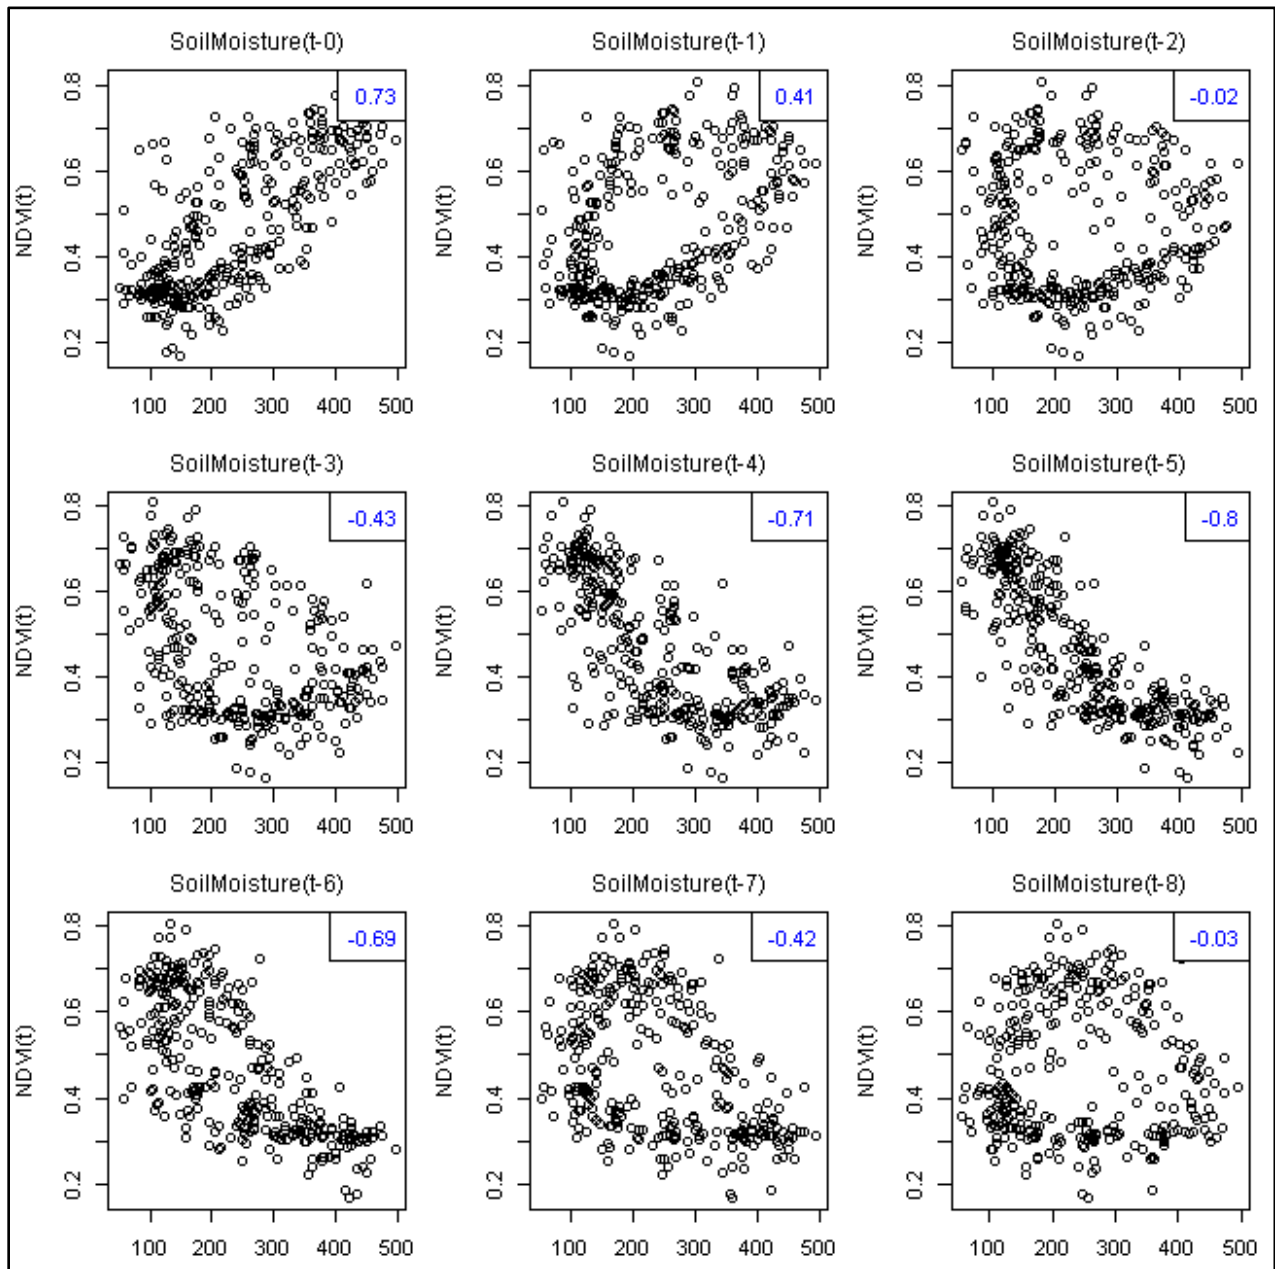 SoilMoisture(t-0)
0.73
NDVI(t)
0.8
0.6
0.4
0.2
100 200 300 400 500
SoilMoisture(t-1)
0.41
NDVI(t)
0.8
0.6
0.4
0.2
100 200 300 400 500
SoilMoisture(t-2)
-0.02
NDVI(t)
0.8
0.6
0.4
0.2
100 200 300 400 500
SoilMoisture(t-3)
-0.43
NDVI(t)
0.8
0.6
0.4
0.2
100 200 300 400 500
SoilMoisture(t-4)
-0.71
NDVI(t)
0.8
0.6
0.4
0.2
100 200 300 400 500
SoilMoisture(t-5)
-0.8
NDVI(t)
0.8
0.6
0.4
0.2
100 200 300 400 500
SoilMoisture(t-6)
-0.69
NDVI(t)
0.8
0.6
0.4
0.2
100 200 300 400 500
SoilMoisture(t-7)
-0.42
NDVI(t)
0.8
0.6
0.4
0.2
100 200 300 400 500
SoilMoisture(t-8)
-0.03
NDVI(t)
0.8
0.6
0.4
0.2
100 200 300 400 500